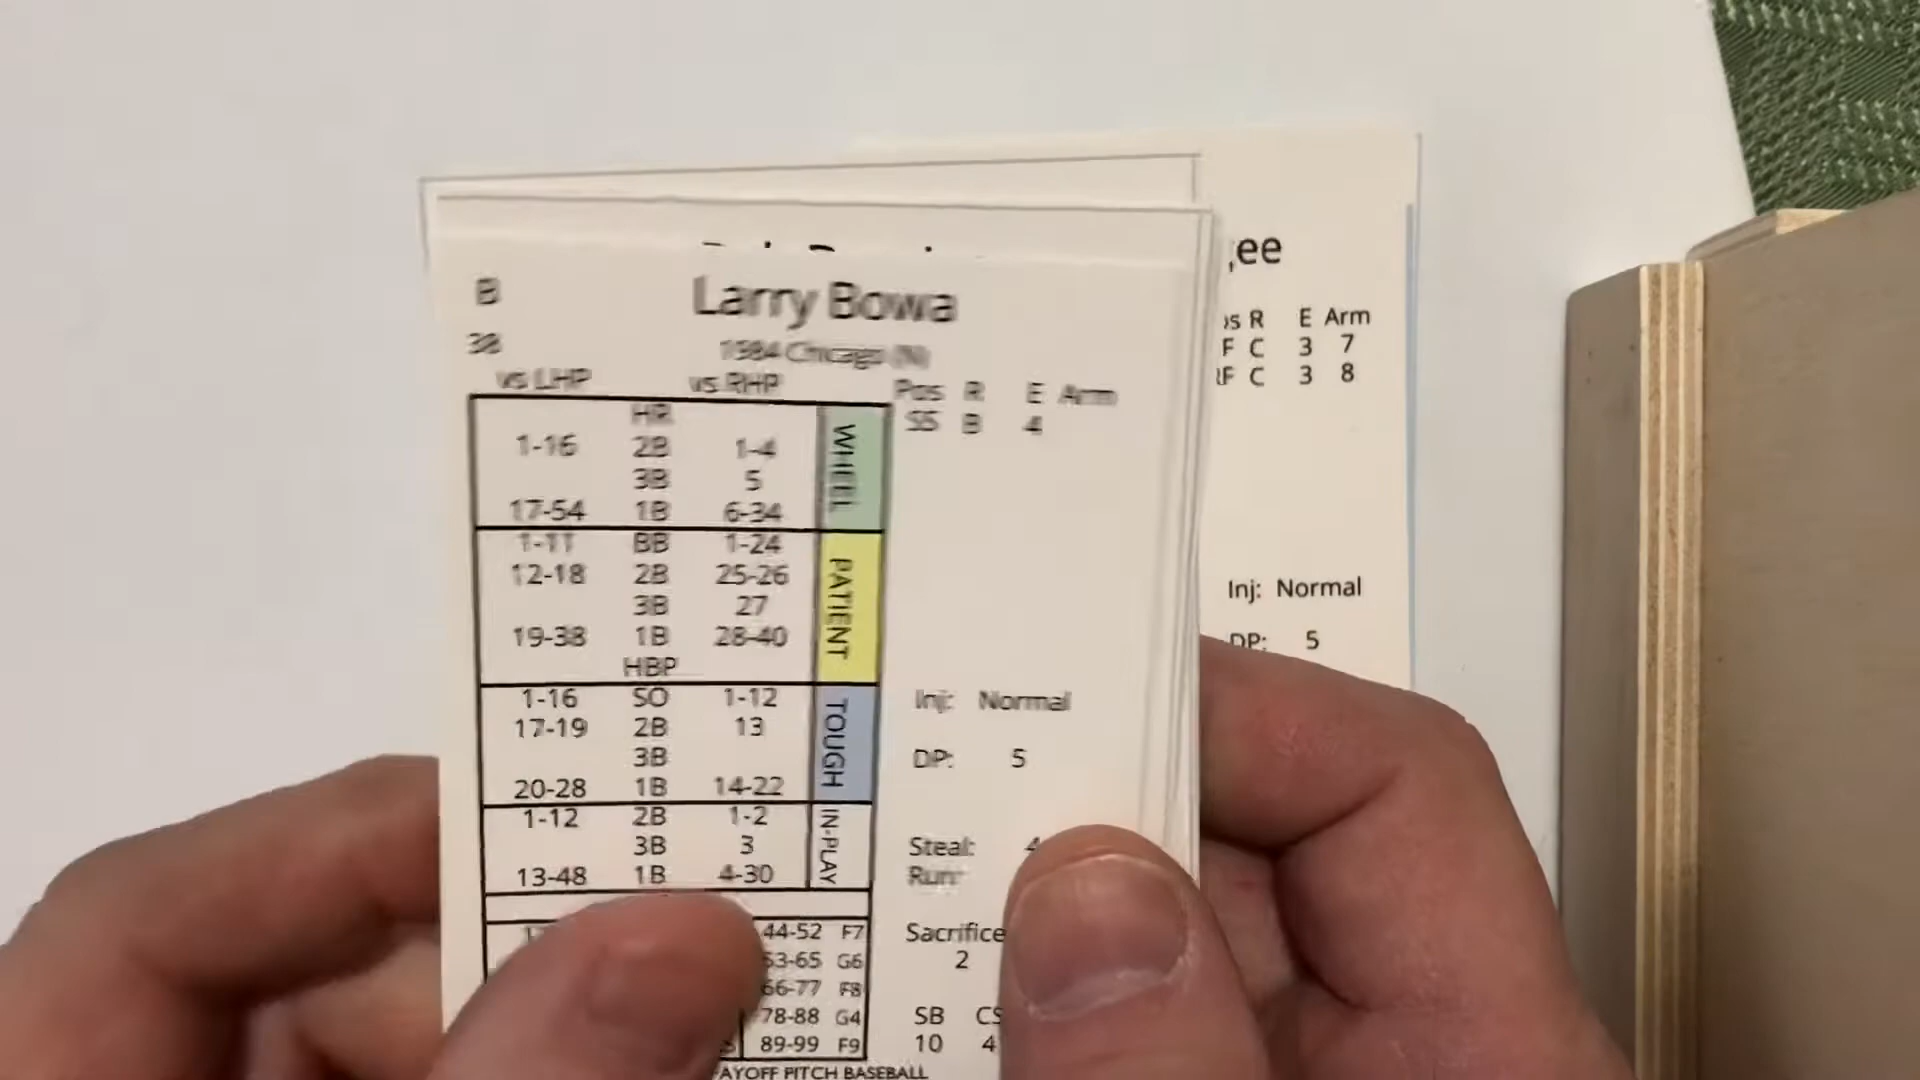 B Larry Bowa
38 1984 Chicago (N)
vs LHP vs RHP Pos R E Arm
HR SS B 4
1-16 2B 1-4
3B 5
17-54 1B 6-34
WHEEL
1-11 BB 1-24
12-18 2B 25-26
3B 27
19-38 1B 28-40
HBP
PATIENT
1-16 SO 1-12
17-19 2B 13
3B
20-28 1B 14-22
TOUGH
1-12 2B 1-2
3B 3
13-48 1B 4-30
IN-PLAY
44-52 F7
53-65 G6
66-77 F8
78-88 G4
89-99 F9
PAYOFF PITCH BASEBALL
Inj: Normal
DP: 5
Steal: 4
Run:
Sacrifice
2
SB CS
10 4
ee
R E Arm
F C 3 7
RF C 3 8
Inj: Normal
DP: 5